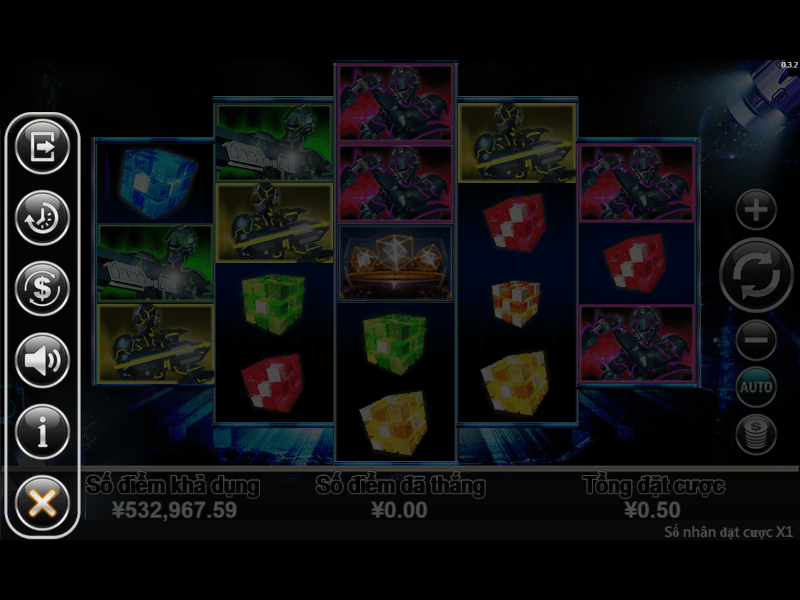 0.3.2
AUTO
Số điểm khả dụng Số điểm đã thắng Tổng đặt cược
¥532,967.59 ¥0.00 ¥0.50
Số nhân đặt cược X1